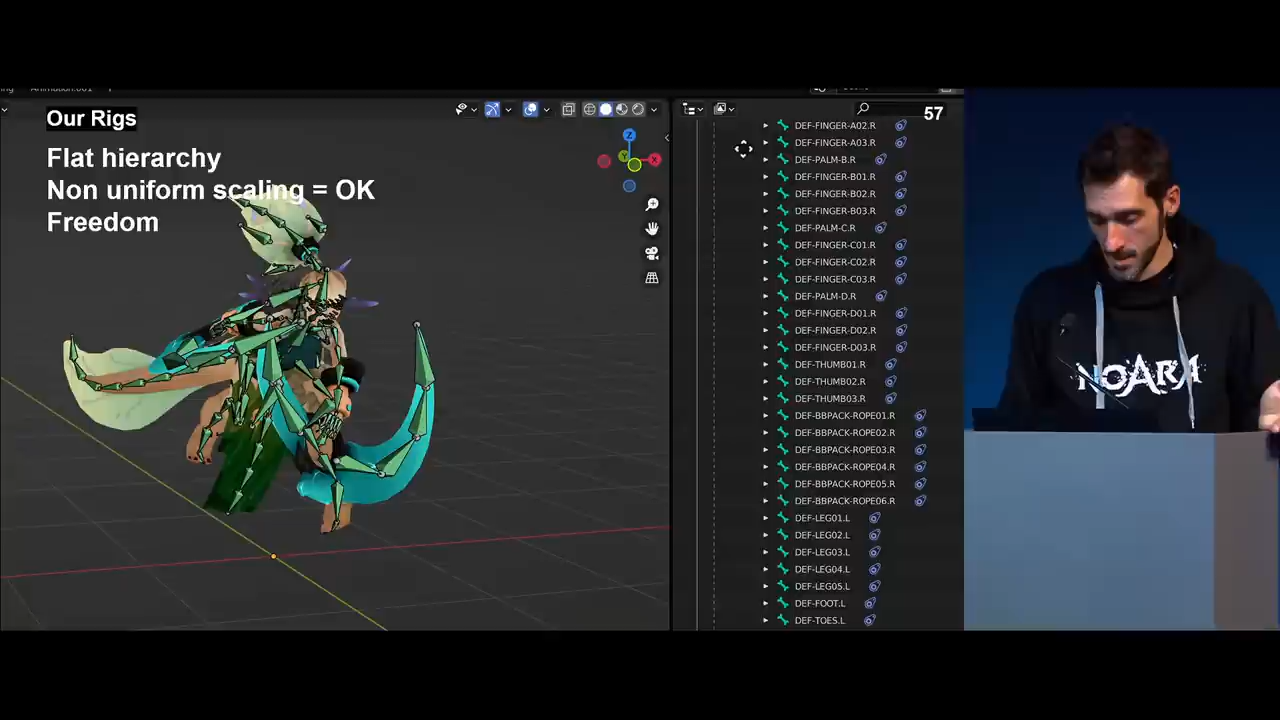 Our Rigs
Flat hierarchy
Non uniform scaling = OK
Freedom
Z
Y
X
57
DEF-FINGER-A02.R
DEF-FINGER-A03.R
DEF-PALM-B.R
DEF-FINGER-B01.R
DEF-FINGER-B02.R
DEF-FINGER-B03.R
DEF-PALM-C.R
DEF-FINGER-C01.R
DEF-FINGER-C02.R
DEF-FINGER-C03.R
DEF-PALM-D.R
DEF-FINGER-D01.R
DEF-FINGER-D02.R
DEF-FINGER-D03.R
DEF-THUMB01.R
DEF-THUMB02.R
DEF-THUMB03.R
DEF-BBPACK-ROPE01.R
DEF-BBPACK-ROPE02.R
DEF-BBPACK-ROPE03.R
DEF-BBPACK-ROPE04.R
DEF-BBPACK-ROPE05.R
DEF-BBPACK-ROPE06.R
DEF-LEG01.L
DEF-LEG02.L
DEF-LEG03.L
DEF-LEG04.L
DEF-LEG05.L
DEF-FOOT.L
DEF-TOES.L
NOARA